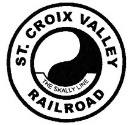 ST. CROIX VALLEY
THE SKALLY LINE
RAILROAD